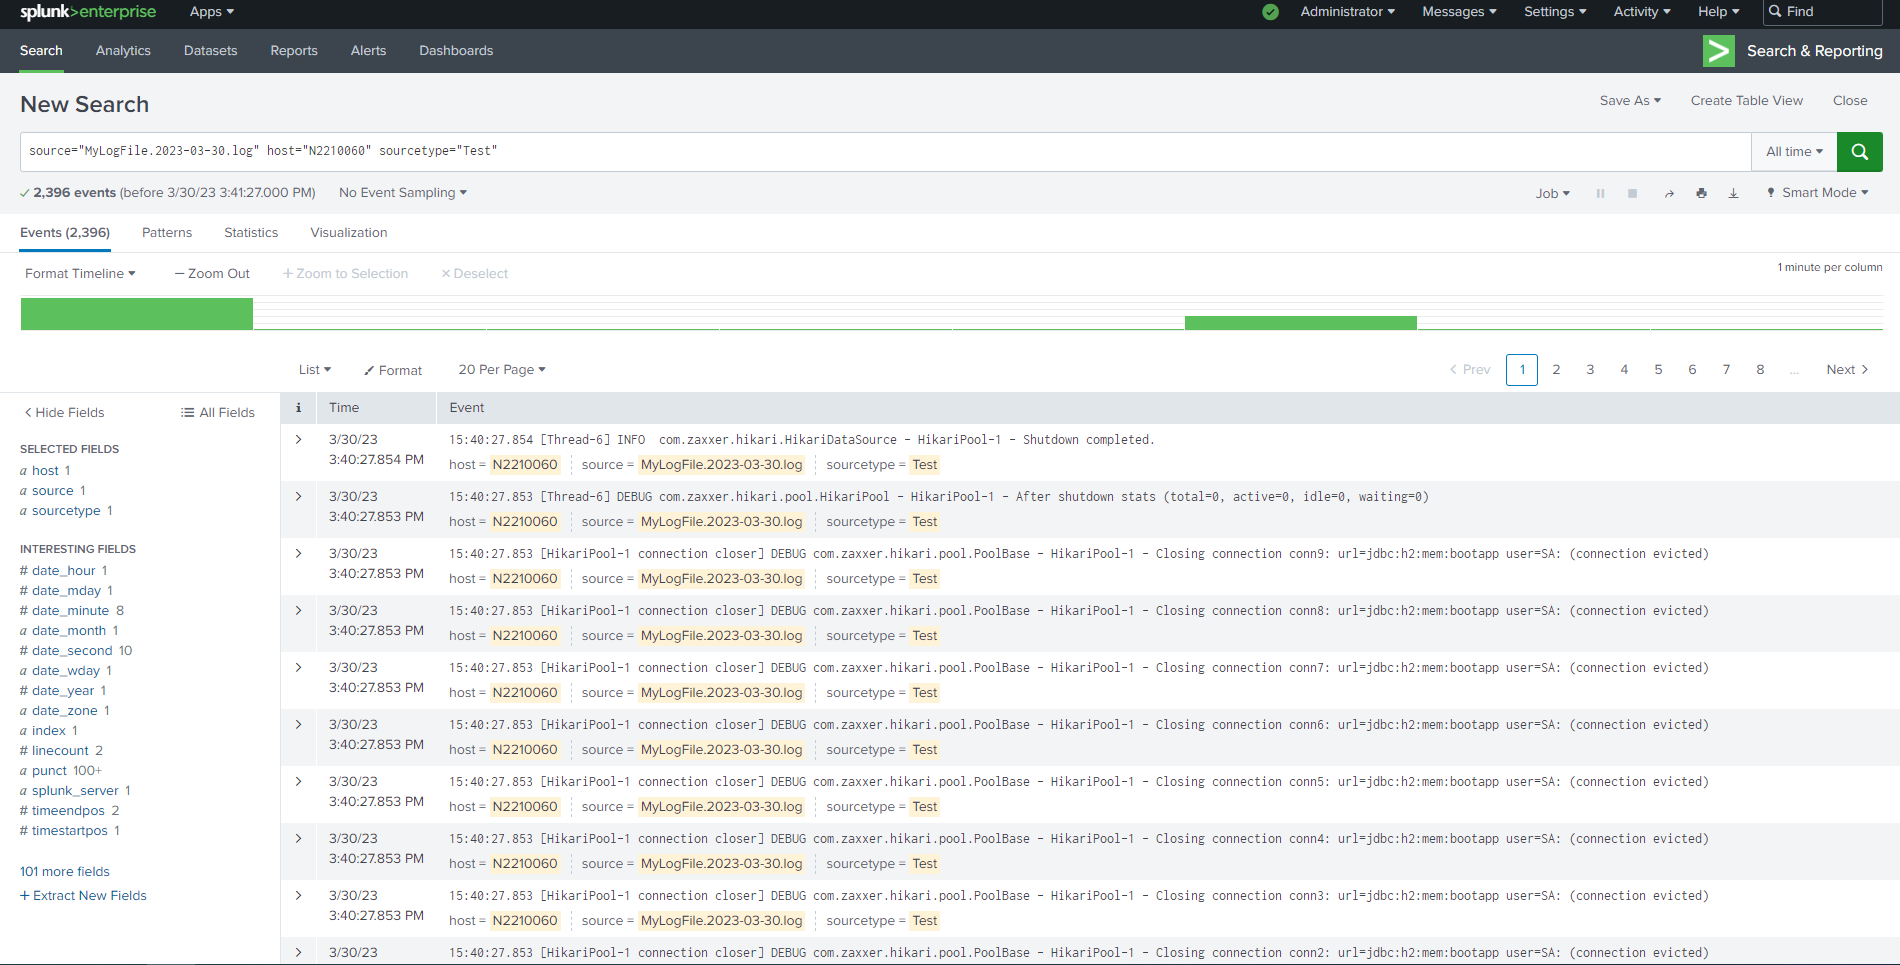 splunk>enterprise Apps Administrator Messages Settings Activity Help Find
Search Analytics Datasets Reports Alerts Dashboards Search & Reporting
New Search Save As Create Table View Close
source="MyLogFile.2023-03-30.log" host="N2210060" sourcetype="Test" All time
2,396 events (before 3/30/23 3:41:27.000 PM) No Event Sampling Job Smart Mode
Events (2,396) Patterns Statistics Visualization
Format Timeline – Zoom Out + Zoom to Selection × Deselect 1 minute per column
List Format 20 Per Page < Prev 1 2 3 4 5 6 7 8 ... Next >
< Hide Fields All Fields
SELECTED FIELDS
a host 1
a source 1
a sourcetype 1
INTERESTING FIELDS
# date_hour 1
# date_mday 1
# date_minute 8
a date_month 1
# date_second 10
a date_wday 1
# date_year 1
a date_zone 1
a index 1
# linecount 2
a punct 100+
a splunk_server 1
# timeendpos 2
# timestartpos 1
101 more fields
+ Extract New Fields
i Time Event
> 3/30/23 15:40:27.854 [Thread-6] INFO  com.zaxxer.hikari.HikariDataSource - HikariPool-1 - Shutdown completed.
3:40:27.854 PM host = N2210060 source = MyLogFile.2023-03-30.log sourcetype = Test
> 3/30/23 15:40:27.853 [Thread-6] DEBUG com.zaxxer.hikari.pool.HikariPool - HikariPool-1 - After shutdown stats (total=0, active=0, idle=0, waiting=0)
3:40:27.853 PM host = N2210060 source = MyLogFile.2023-03-30.log sourcetype = Test
> 3/30/23 15:40:27.853 [HikariPool-1 connection closer] DEBUG com.zaxxer.hikari.pool.PoolBase - HikariPool-1 - Closing connection conn9: url=jdbc:h2:mem:bootapp user=SA: (connection evicted)
3:40:27.853 PM host = N2210060 source = MyLogFile.2023-03-30.log sourcetype = Test
> 3/30/23 15:40:27.853 [HikariPool-1 connection closer] DEBUG com.zaxxer.hikari.pool.PoolBase - HikariPool-1 - Closing connection conn8: url=jdbc:h2:mem:bootapp user=SA: (connection evicted)
3:40:27.853 PM host = N2210060 source = MyLogFile.2023-03-30.log sourcetype = Test
> 3/30/23 15:40:27.853 [HikariPool-1 connection closer] DEBUG com.zaxxer.hikari.pool.PoolBase - HikariPool-1 - Closing connection conn7: url=jdbc:h2:mem:bootapp user=SA: (connection evicted)
3:40:27.853 PM host = N2210060 source = MyLogFile.2023-03-30.log sourcetype = Test
> 3/30/23 15:40:27.853 [HikariPool-1 connection closer] DEBUG com.zaxxer.hikari.pool.PoolBase - HikariPool-1 - Closing connection conn6: url=jdbc:h2:mem:bootapp user=SA: (connection evicted)
3:40:27.853 PM host = N2210060 source = MyLogFile.2023-03-30.log sourcetype = Test
> 3/30/23 15:40:27.853 [HikariPool-1 connection closer] DEBUG com.zaxxer.hikari.pool.PoolBase - HikariPool-1 - Closing connection conn5: url=jdbc:h2:mem:bootapp user=SA: (connection evicted)
3:40:27.853 PM host = N2210060 source = MyLogFile.2023-03-30.log sourcetype = Test
> 3/30/23 15:40:27.853 [HikariPool-1 connection closer] DEBUG com.zaxxer.hikari.pool.PoolBase - HikariPool-1 - Closing connection conn4: url=jdbc:h2:mem:bootapp user=SA: (connection evicted)
3:40:27.853 PM host = N2210060 source = MyLogFile.2023-03-30.log sourcetype = Test
> 3/30/23 15:40:27.853 [HikariPool-1 connection closer] DEBUG com.zaxxer.hikari.pool.PoolBase - HikariPool-1 - Closing connection conn3: url=jdbc:h2:mem:bootapp user=SA: (connection evicted)
3:40:27.853 PM host = N2210060 source = MyLogFile.2023-03-30.log sourcetype = Test
> 3/30/23 15:40:27.853 [HikariPool-1 connection closer] DEBUG com.zaxxer.hikari.pool.PoolBase - HikariPool-1 - Closing connection conn2: url=jdbc:h2:mem:bootapp user=SA: (connection evicted)